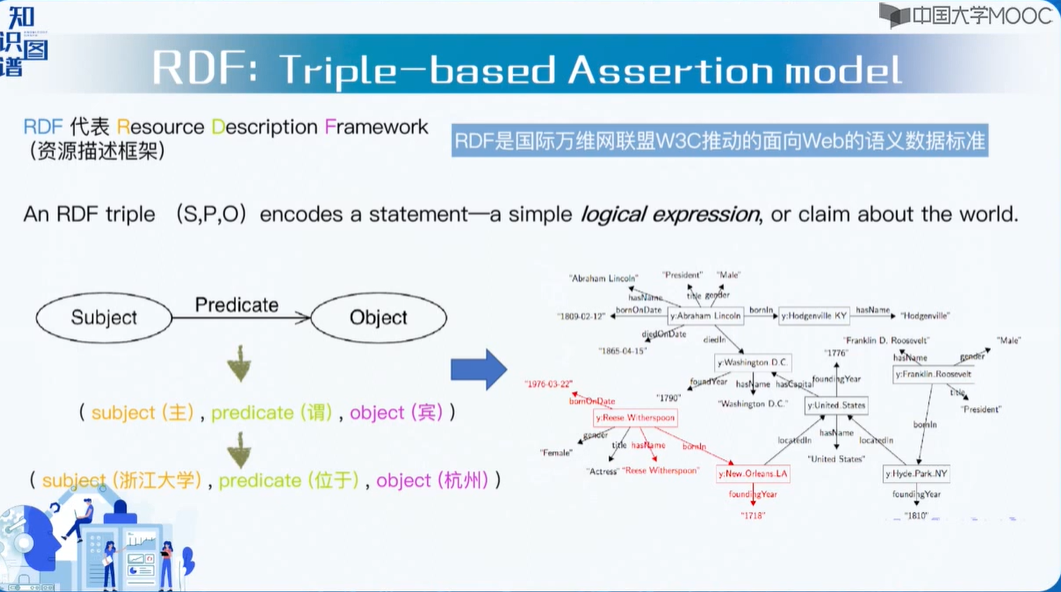 知
识图
谱
中国大学MOOC
RDF: Triple-based Assertion model
RDF 代表 Resource Description Framework
(资源描述框架)
RDF是国际万维网联盟W3C推动的面向Web的语义数据标准
An RDF triple （S,P,O）encodes a statement—a simple logical expression, or claim about the world.
Subject
Predicate
Object
( subject (主) , predicate (谓) , object (宾) )
( subject (浙江大学) , predicate (位于) , object (杭州) )
"Abraham Lincoln"
"President"
"Male"
hasName
title
gender
"1809-02-12"
bornOnDate
y:Abraham Lincoln
bornIn
y:Hodgenville KY
hasName
"Hodgenville"
diedOnDate
diedIn
"1865-04-15"
"Franklin D. Roosevelt"
"Male"
"1776"
hasName
gender
y:Washington D.C.
y:Franklin.Roosevelt
"1976-03-22"
foundYear
hasName
hasCapital
foundingYear
title
bornOnDate
"1790"
"Washington D.C."
y:United States
"President"
y:Reese Witherspoon
bornIn
gender
title
hasName
bornIn
locatedIn
hasName
locatedIn
"Female"
"United States"
"Actress"
"Reese Witherspoon"
y:New.Orleans.LA
y:Hyde.Park.NY
foundingYear
foundingYear
"1718"
"1810"